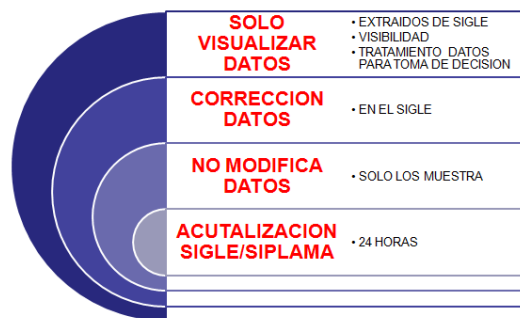 SOLO
VISUALIZAR
DATOS
• EXTRAIDOS DE SIGLE
• VISIBILIDAD
• TRATAMIENTO DATOS
PARA TOMA DE DECISION
CORRECCION
DATOS
• EN EL SIGLE
NO MODIFICA
DATOS
• SOLO LOS MUESTRA
ACUTALIZACION
SIGLE/SIPLAMA
• 24 HORAS